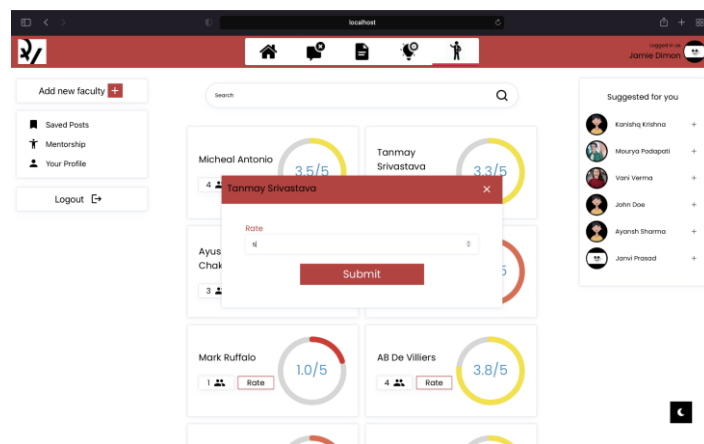 localhost
Logged in as
Jamie Dimon
Add new faculty +
Saved Posts
Mentorship
Your Profile
Logout
Search
Micheal Antonio
3.5/5
4
Tanmay
Srivastava
3.3/5
Tanmay Srivastava
Rate
5
Submit
Ayus
Chak
3
5
Mark Ruffalo
1.0/5
1
Rate
AB De Villiers
3.8/5
4
Rate
Suggested for you
Kanishq Krishna +
Mourya Podapati +
Vani Verma +
John Doe +
Ayansh Sharma +
Janvi Prasad +